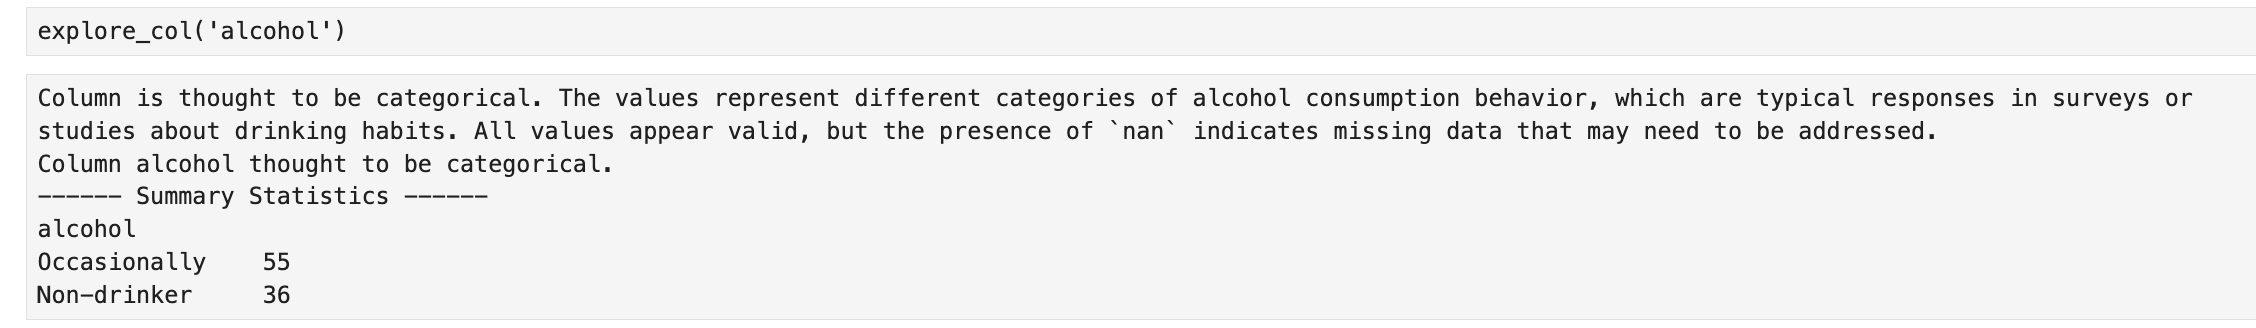 explore_col('alcohol')
Column is thought to be categorical. The values represent different categories of alcohol consumption behavior, which are typical responses in surveys or
studies about drinking habits. All values appear valid, but the presence of `nan` indicates missing data that may need to be addressed.
Column alcohol thought to be categorical.
------ Summary Statistics ------
alcohol
Occasionally    55
Non-drinker     36